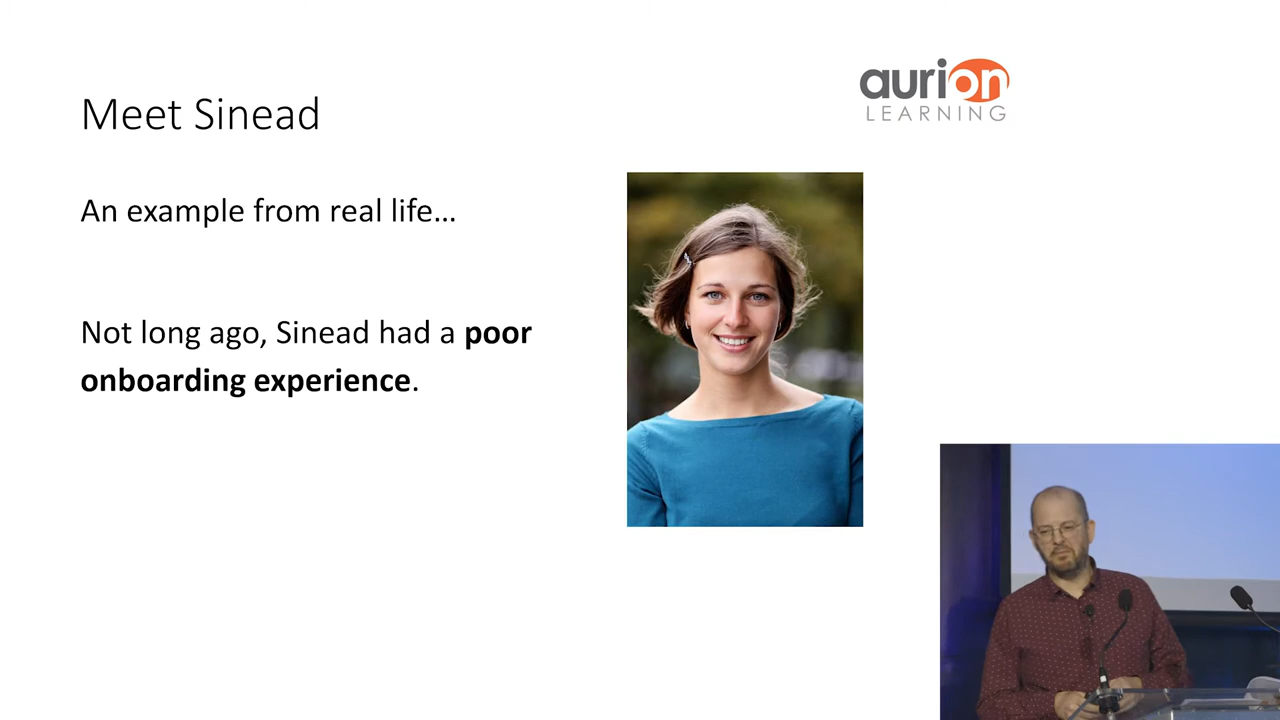 aurion
LEARNING
Meet Sinead
An example from real life...
Not long ago, Sinead had a poor
onboarding experience.